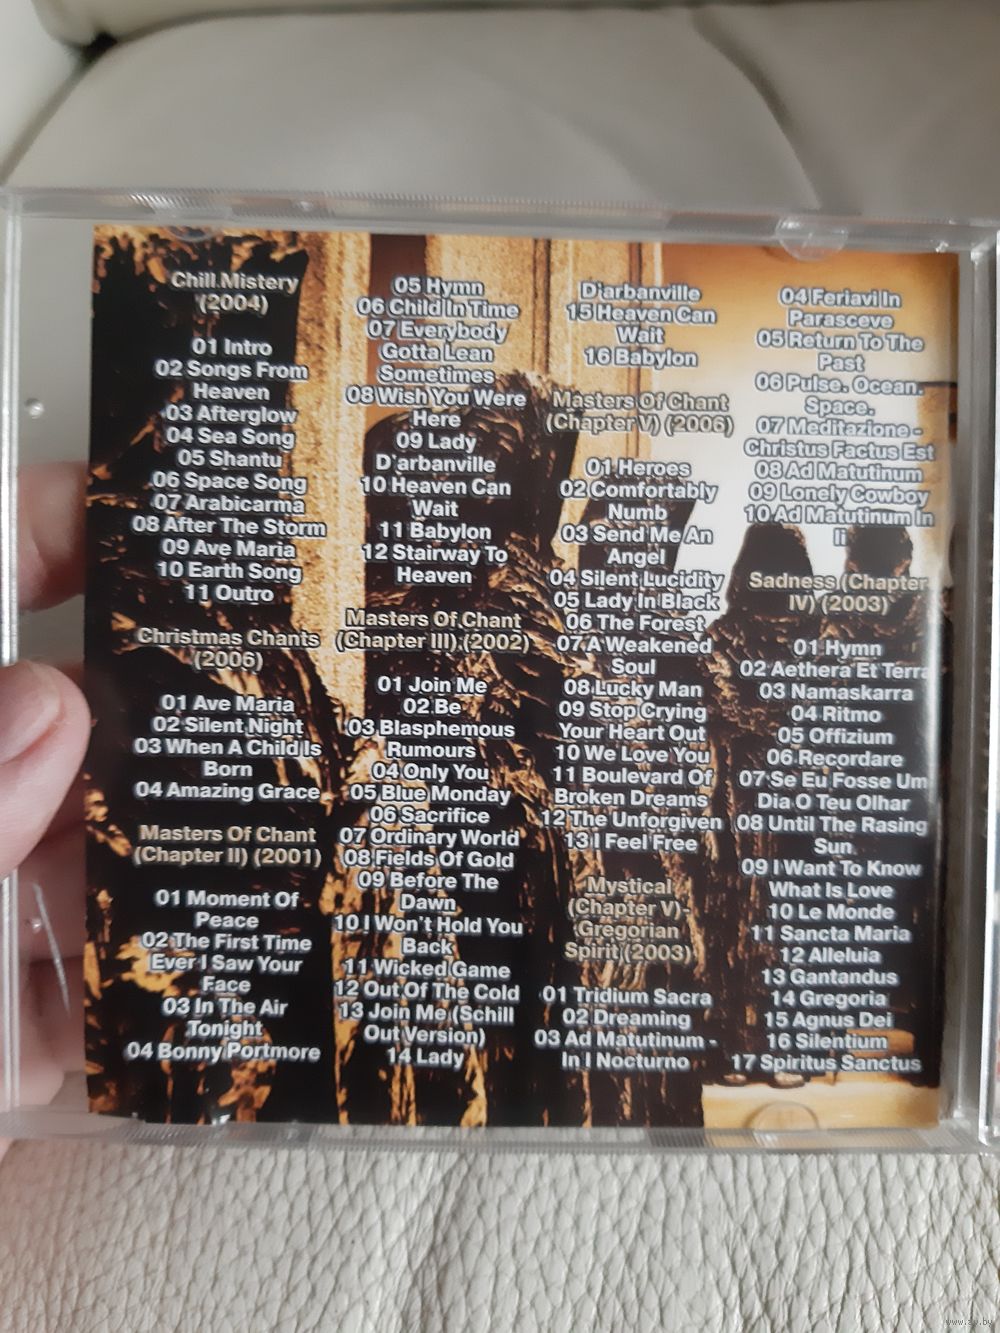 Chill Mistery
(2004)
01 Intro
02 Songs From
Heaven
03 Afterglow
04 Sea Song
05 Shantu
06 Space Song
07 Arabicarma
08 After The Storm
09 Ave Maria
10 Earth Song
11 Outro
Christmas Chants
(2006)
01 Ave Maria
02 Silent Night
03 When A Child Is
Born
04 Amazing Grace
Masters Of Chant
(Chapter II) (2001)
01 Moment Of
Peace
02 The First Time
Ever I Saw Your
Face
03 In The Air
Tonight
04 Bonny Portmore
05 Hymn
06 Child In Time
07 Everybody
Gotta Lean
Sometimes
08 Wish You Were
Here
09 Lady
D'arbanville
10 Heaven Can
Wait
11 Babylon
12 Stairway To
Heaven
Masters Of Chant
(Chapter III) (2002)
01 Join Me
02 Be
03 Blasphemous
Rumours
04 Only You
05 Blue Monday
06 Sacrifice
07 Ordinary World
08 Fields Of Gold
09 Before The
Dawn
10 I Won't Hold You
Back
11 Wicked Game
12 Out Of The Cold
13 Join Me (Schill
Out Version)
14 Lady
D'arbanville
15 Heaven Can
Wait
16 Babylon
Masters Of Chant
(Chapter V) (2006)
01 Heroes
02 Comfortably
Numb
03 Send Me An
Angel
04 Silent Lucidity
05 Lady In Black
06 The Forest
07 A Weakened
Soul
08 Lucky Man
09 Stop Crying
Your Heart Out
10 We Love You
11 Boulevard Of
Broken Dreams
12 The Unforgiven
13 I Feel Free
Mystical
(Chapter V)-
Gregorian
Spirit (2003)
01 Tridium Sacra
02 Dreaming
03 Ad Matutinum -
In I Nocturno
04 Feriavi In
Parasceve
05 Return To The
Past
06 Pulse. Ocean.
Space.
07 Meditazione -
Christus Factus Est
08 Ad Matutinum
09 Lonely Cowboy
10 Ad Matutinum In
Ii
Sadness (Chapter
IV) (2003)
01 Hymn
02 Aethera Et Terra
03 Namaskarra
04 Ritmo
05 Offizium
06 Recordare
07 Se Eu Fosse Um
Dia O Teu Olhar
08 Until The Rasing
Sun
09 I Want To Know
What Is Love
10 Le Monde
11 Sancta Maria
12 Alleluia
13 Gantandus
14 Gregoria
15 Agnus Dei
16 Silentium
17 Spiritus Sanctus
www.ay.by